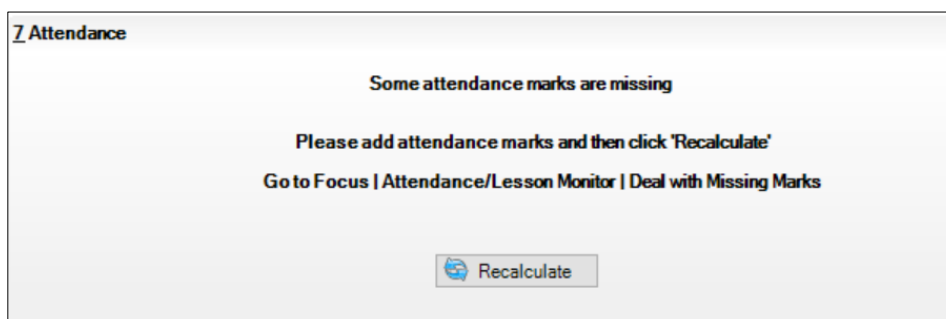 7 Attendance
Some attendance marks are missing
Please add attendance marks and then click 'Recalculate'
Go to Focus | Attendance/Lesson Monitor | Deal with Missing Marks
Recalculate